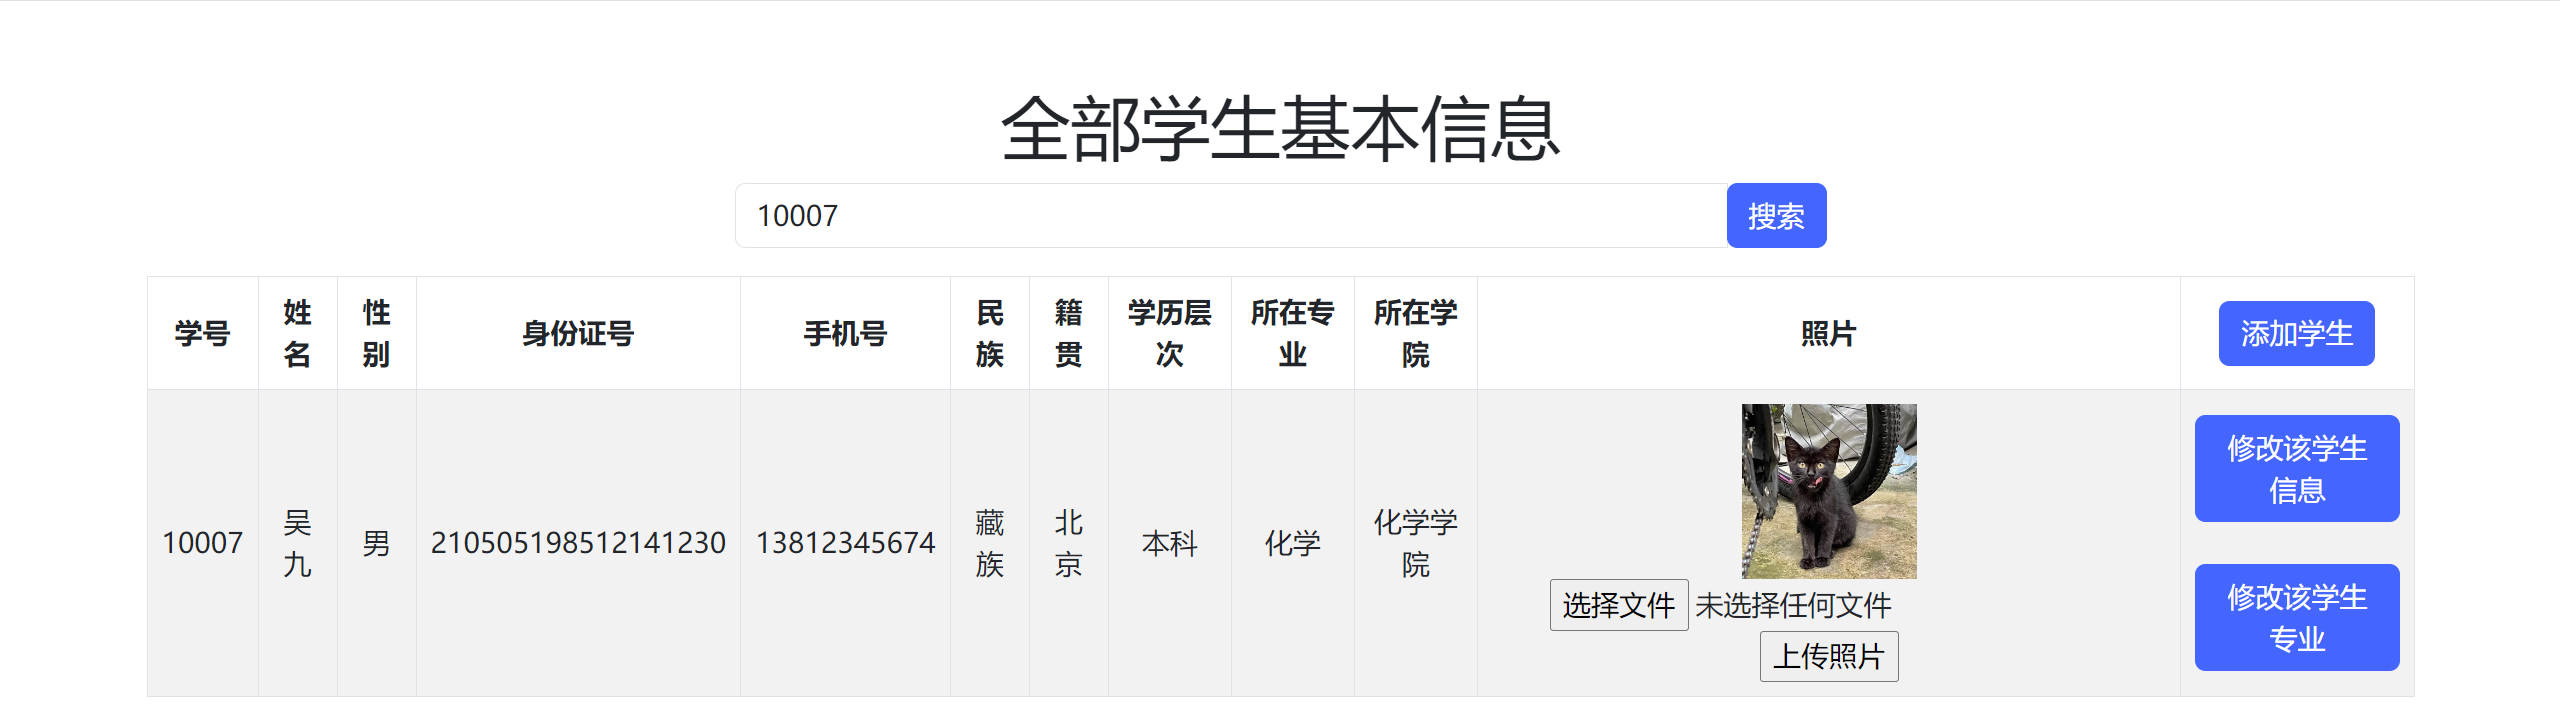 全部学生基本信息
10007 搜索
学号 姓名 性别 身份证号 手机号 民族 籍贯 学历层次 所在专业 所在学院 照片 添加学生
10007 吴九 男 210505198512141230 13812345674 藏族 北京 本科 化学 化学学院
选择文件 未选择任何文件
上传照片
修改该学生信息
修改该学生专业